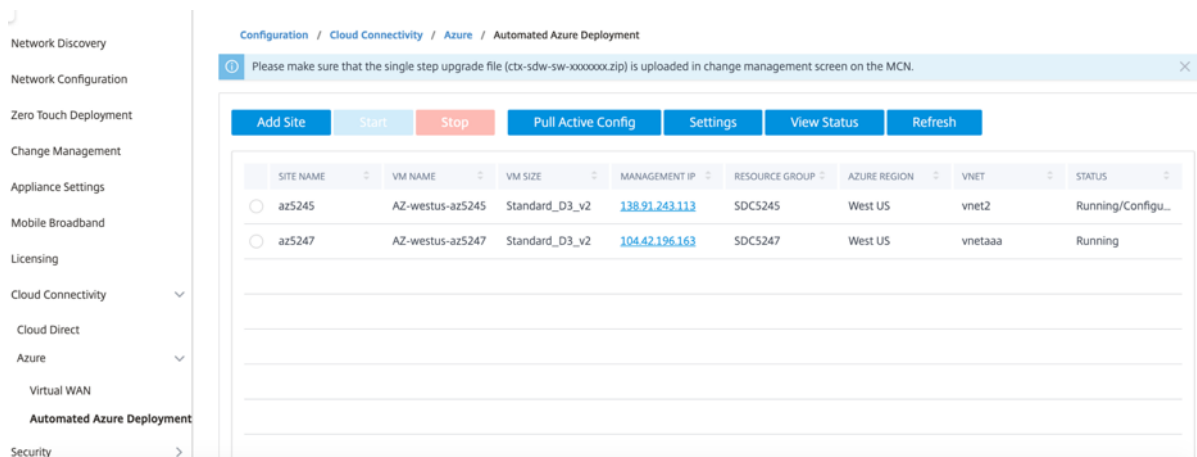 Network Discovery
Network Configuration
Zero Touch Deployment
Change Management
Appliance Settings
Mobile Broadband
Licensing
Cloud Connectivity
Cloud Direct
Azure
Virtual WAN
Automated Azure Deployment
Security
Configuration / Cloud Connectivity / Azure / Automated Azure Deployment
Please make sure that the single step upgrade file (ctx-sdw-sw-xxxxxxx.zip) is uploaded in change management screen on the MCN.
Add Site Start Stop Pull Active Config Settings View Status Refresh
SITE NAME VM NAME VM SIZE MANAGEMENT IP RESOURCE GROUP AZURE REGION VNET STATUS
az5245 AZ-westus-az5245 Standard_D3_v2 138.91.243.113 SDC5245 West US vnet2 Running/Configu...
az5247 AZ-westus-az5247 Standard_D3_v2 104.42.196.163 SDC5247 West US vnetaaa Running